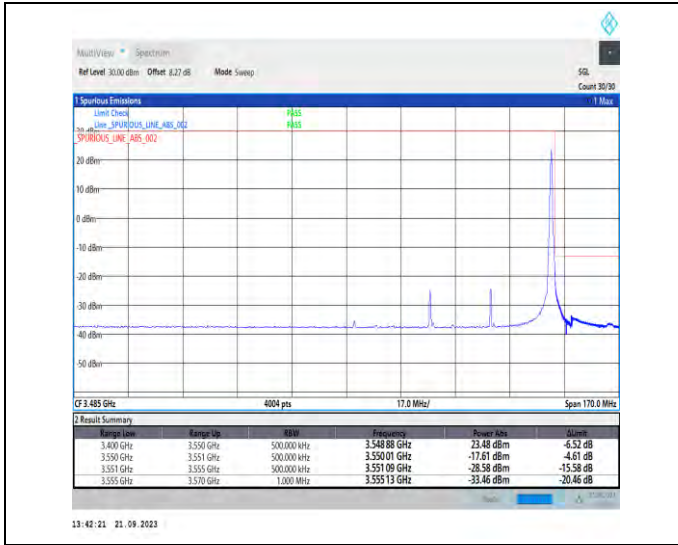 MultiView Spectrum
Ref Level 30.00 dBm Offset 8.27 dB Mode Sweep SGL
Count 30/30
1 Spurious Emissions 1 Max
Limit Check PASS
Line _SPURIOUS_LINE_ABS_002 PASS
_SPURIOUS_LINE_ABS_002
20 dBm
10 dBm
0 dBm
-10 dBm
-20 dBm
-30 dBm
-40 dBm
-50 dBm
CF 3.485 GHz 4004 pts 17.0 MHz/ Span 170.0 MHz
2 Result Summary
Range Low Range Up RBW Frequency Power Abs ΔLimit
3.400 GHz 3.550 GHz 500.000 kHz 3.548 88 GHz 23.48 dBm -6.52 dB
3.550 GHz 3.551 GHz 500.000 kHz 3.550 01 GHz -17.61 dBm -4.61 dB
3.551 GHz 3.555 GHz 500.000 kHz 3.551 09 GHz -28.58 dBm -15.58 dB
3.555 GHz 3.570 GHz 1.000 MHz 3.555 13 GHz -33.46 dBm -20.46 dB
13:42:21 21.09.2023